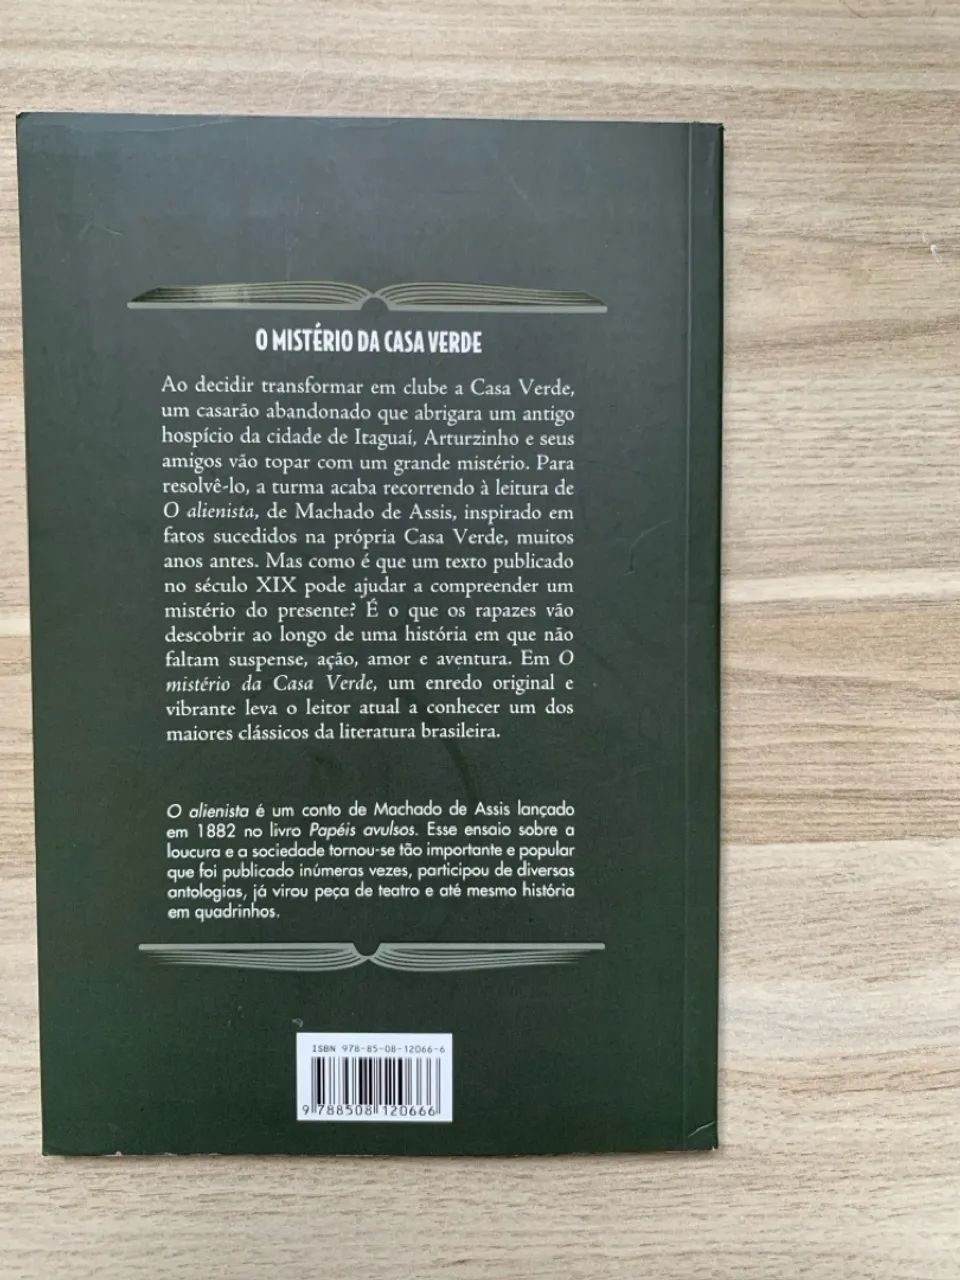 O MISTÉRIO DA CASA VERDE
Ao decidir transformar em clube a Casa Verde,
um casarão abandonado que abrigara um antigo
hospício da cidade de Itaguaí, Arturzinho e seus
amigos vão topar com um grande mistério. Para
resolvê-lo, a turma acaba recorrendo à leitura de
O alienista, de Machado de Assis, inspirado em
fatos sucedidos na própria Casa Verde, muitos
anos antes. Mas como é que um texto publicado
no século XIX pode ajudar a compreender um
mistério do presente? É o que os rapazes vão
descobrir ao longo de uma história em que não
faltam suspense, ação, amor e aventura. Em O
mistério da Casa Verde, um enredo original e
vibrante leva o leitor atual a conhecer um dos
maiores clássicos da literatura brasileira.
O alienista é um conto de Machado de Assis lançado
em 1882 no livro Papéis avulsos. Esse ensaio sobre a
loucura e a sociedade tornou-se tão importante e popular
que foi publicado inúmeras vezes, participou de diversas
antologias, já virou peça de teatro e até mesmo história
em quadrinhos.
ISBN 978-85-08-12066-6
9 788508 120666